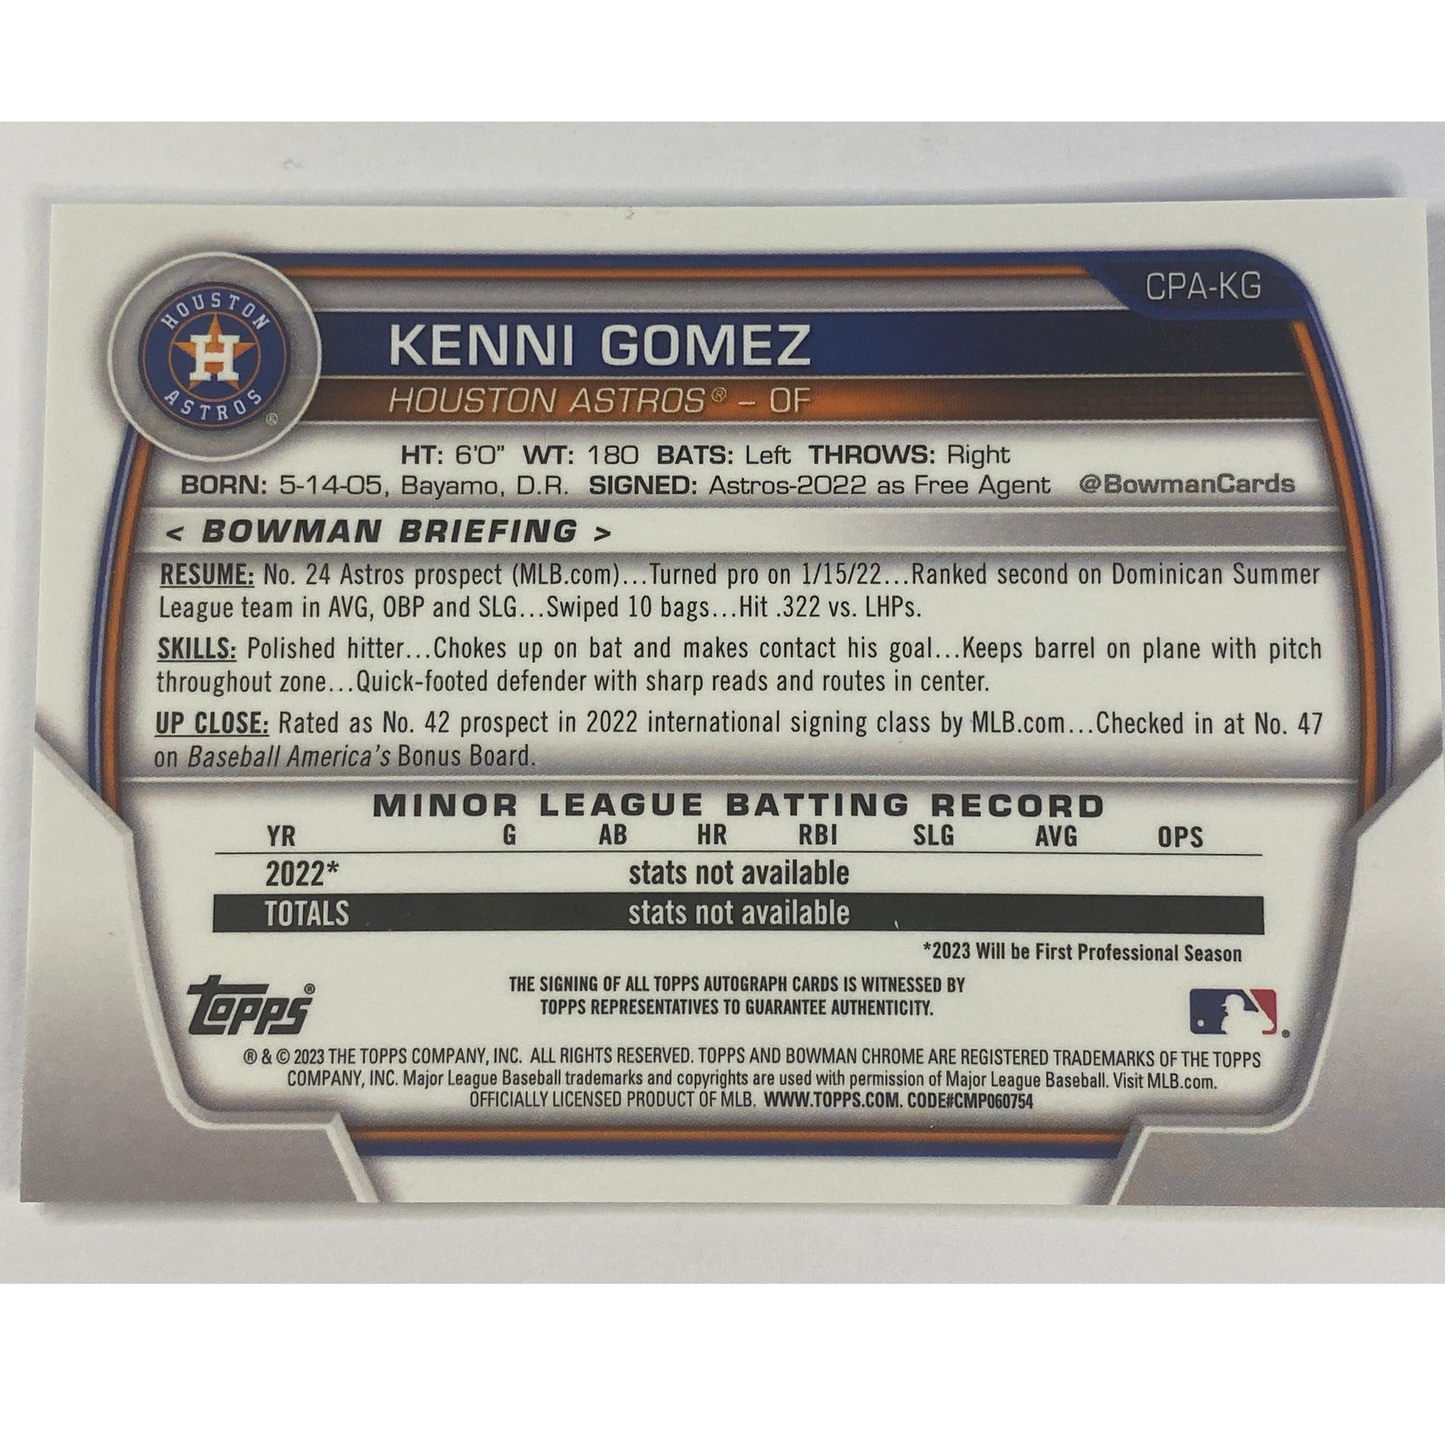 CPA-KG
HOUSTON
H
ASTROS®
KENNI GOMEZ
HOUSTON ASTROS® – OF
HT: 6'0" WT: 180 BATS: Left THROWS: Right
BORN: 5-14-05, Bayamo, D.R. SIGNED: Astros-2022 as Free Agent @BowmanCards
< BOWMAN BRIEFING >
RESUME: No. 24 Astros prospect (MLB.com)...Turned pro on 1/15/22...Ranked second on Dominican Summer
League team in AVG, OBP and SLG...Swiped 10 bags...Hit .322 vs. LHPs.
SKILLS: Polished hitter...Chokes up on bat and makes contact his goal...Keeps barrel on plane with pitch
throughout zone...Quick-footed defender with sharp reads and routes in center.
UP CLOSE: Rated as No. 42 prospect in 2022 international signing class by MLB.com...Checked in at No. 47
on Baseball America's Bonus Board.
MINOR LEAGUE BATTING RECORD
YR G AB HR RBI SLG AVG OPS
2022* stats not available
TOTALS stats not available
*2023 Will be First Professional Season
Topps®
THE SIGNING OF ALL TOPPS AUTOGRAPH CARDS IS WITNESSED BY
TOPPS REPRESENTATIVES TO GUARANTEE AUTHENTICITY.
®
® & © 2023 THE TOPPS COMPANY, INC. ALL RIGHTS RESERVED. TOPPS AND BOWMAN CHROME ARE REGISTERED TRADEMARKS OF THE TOPPS
COMPANY, INC. Major League Baseball trademarks and copyrights are used with permission of Major League Baseball. Visit MLB.com.
OFFICIALLY LICENSED PRODUCT OF MLB. WWW.TOPPS.COM. CODE#CMP060754